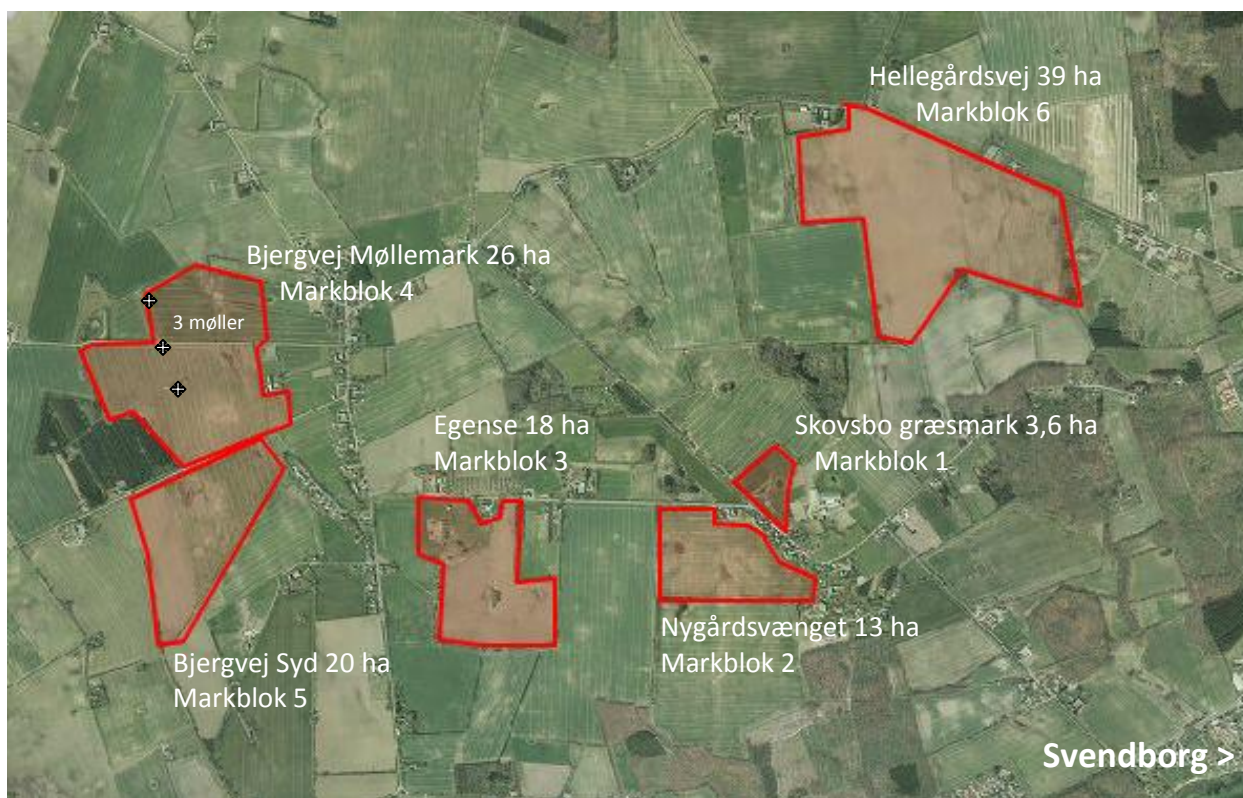 Hellegårdsvej 39 ha
Markblok 6
Bjergvej Møllemark 26 ha
Markblok 4
3 møller
Egense 18 ha
Markblok 3
Skovsbo græsmark 3,6 ha
Markblok 1
Nygårdsvænget 13 ha
Markblok 2
Bjergvej Syd 20 ha
Markblok 5
Svendborg >